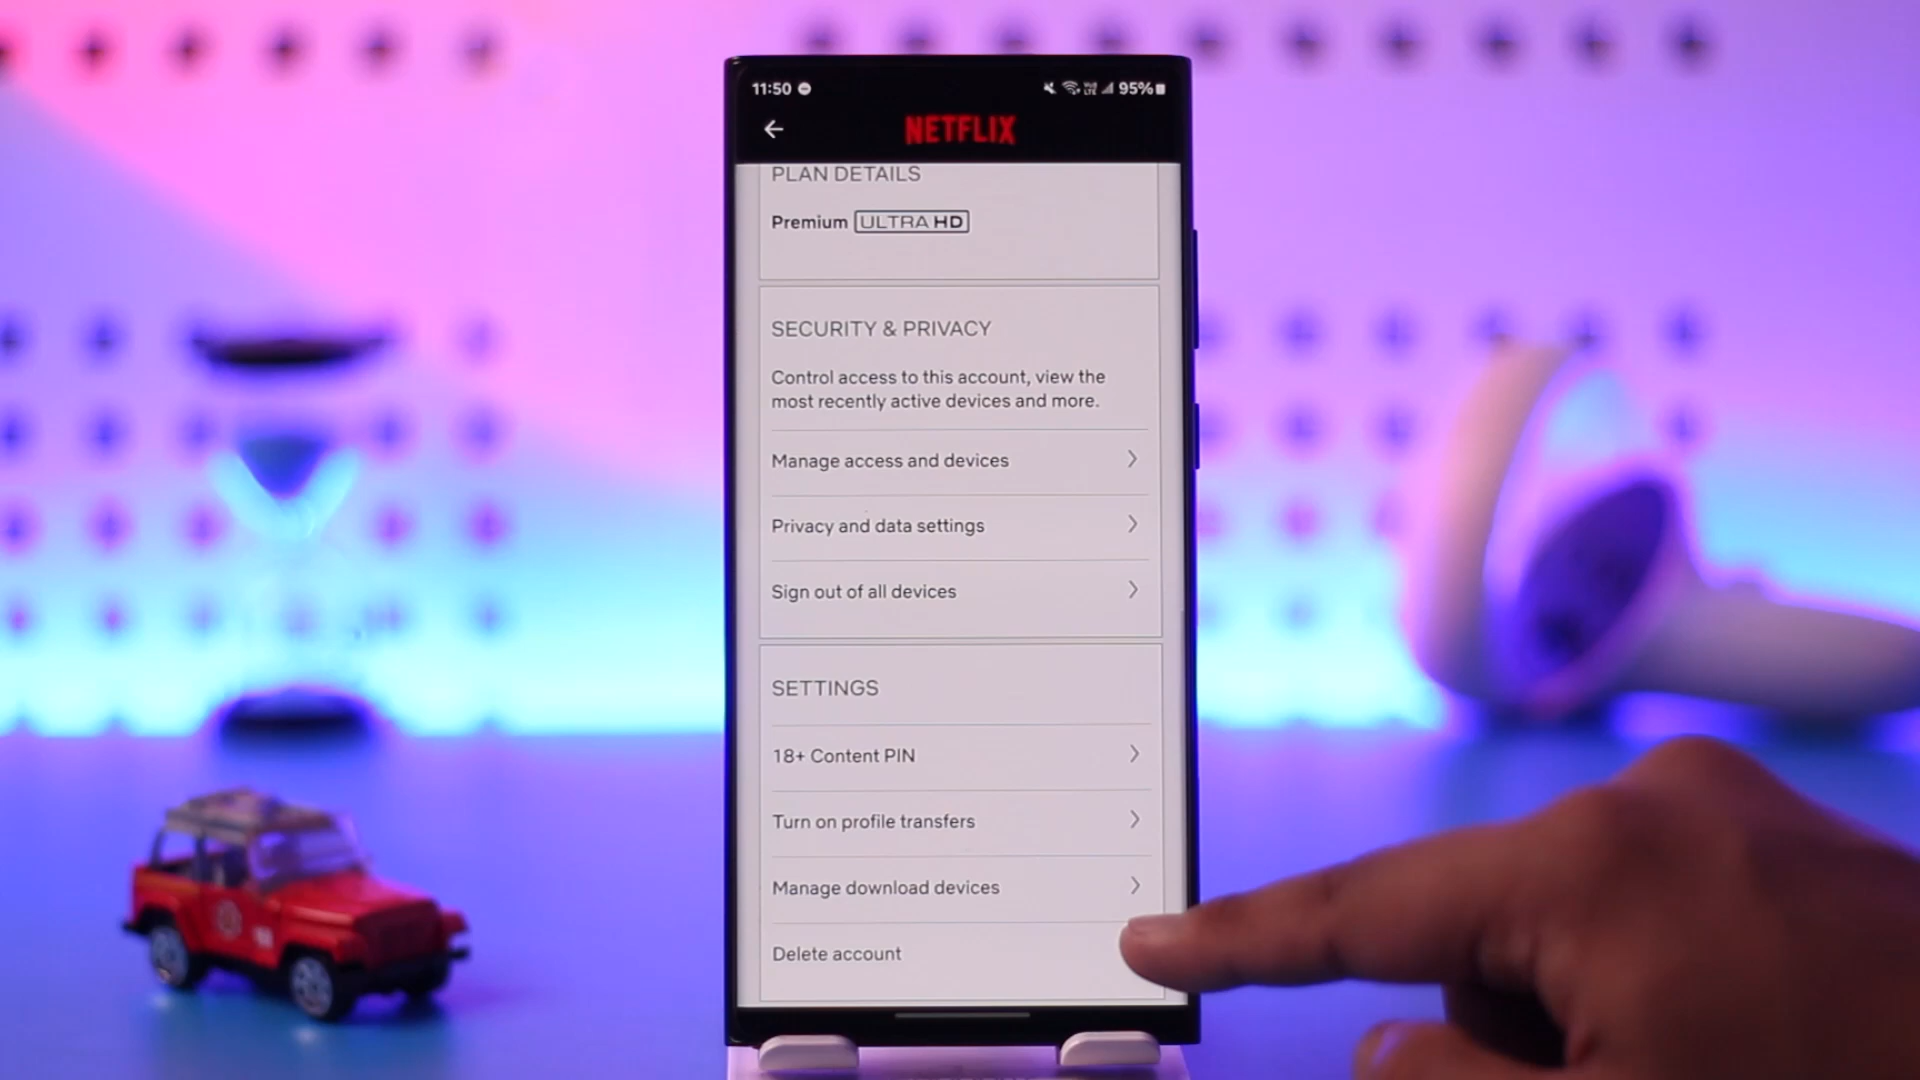 11:50
95%
NETFLIX
PLAN DETAILS
Premium ULTRA HD
SECURITY & PRIVACY
Control access to this account, view the
most recently active devices and more.
Manage access and devices
Privacy and data settings
Sign out of all devices
SETTINGS
18+ Content PIN
Turn on profile transfers
Manage download devices
Delete account